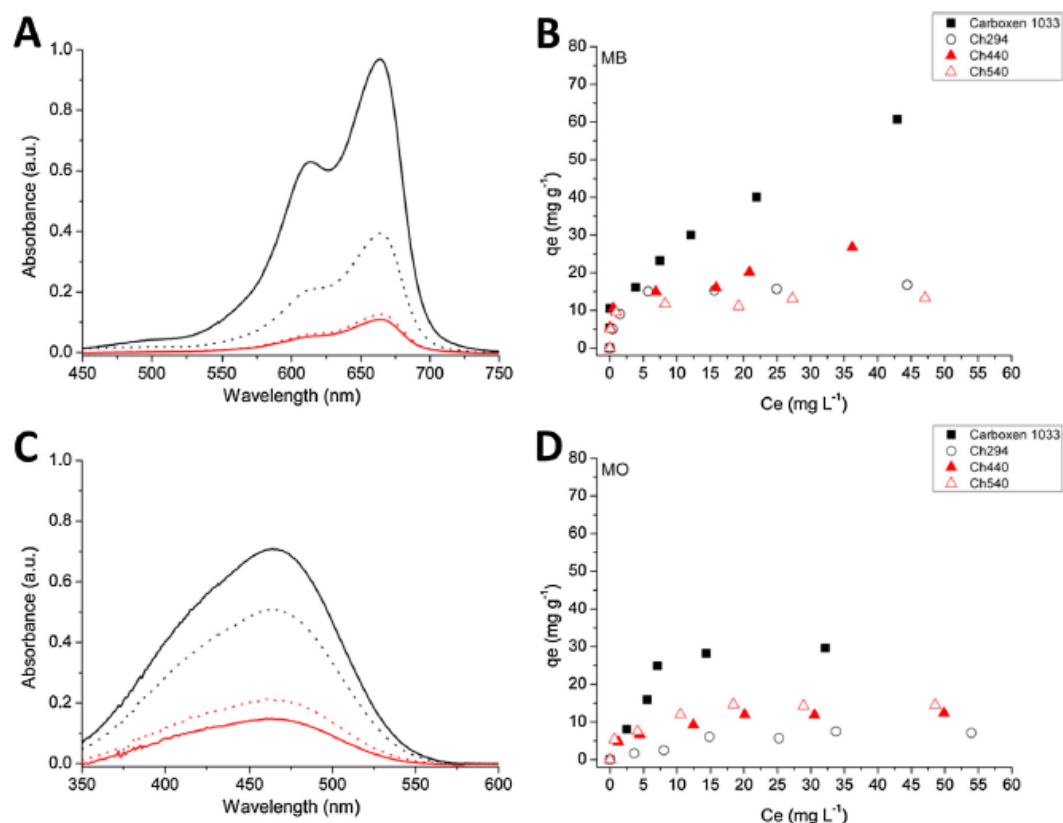 A
Absorbance (a.u.)
1.0
0.8
0.6
0.4
0.2
0.0
450 500 550 600 650 700 750
Wavelength (nm)
B
MB
Carboxen 1033
Ch294
Ch440
Ch540
qe (mg g⁻¹)
80
70
60
50
40
30
20
10
0
0 5 10 15 20 25 30 35 40 45 50 55 60
Ce (mg L⁻¹)
C
Absorbance (a.u.)
1.0
0.8
0.6
0.4
0.2
0.0
350 400 450 500 550 600
Wavelength (nm)
D
MO
Carboxen 1033
Ch294
Ch440
Ch540
qe (mg g⁻¹)
80
70
60
50
40
30
20
10
0
0 5 10 15 20 25 30 35 40 45 50 55 60
Ce (mg L⁻¹)